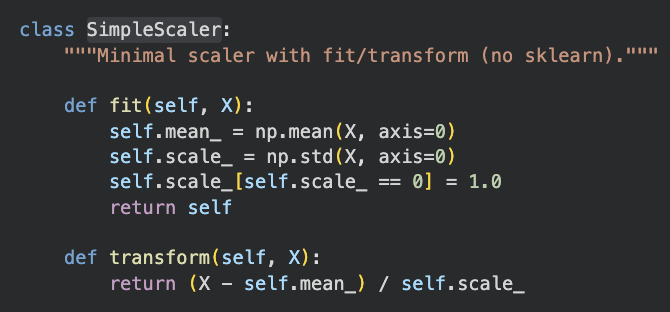 class SimpleScaler:
    """Minimal scaler with fit/transform (no sklearn)."""

    def fit(self, X):
        self.mean_ = np.mean(X, axis=0)
        self.scale_ = np.std(X, axis=0)
        self.scale_[self.scale_ == 0] = 1.0
        return self

    def transform(self, X):
        return (X - self.mean_) / self.scale_